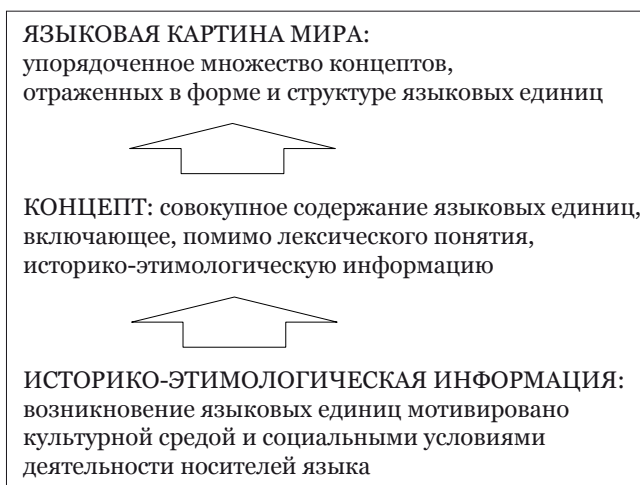 ЯЗЫКОВАЯ КАРТИНА МИРА:
упорядоченное множество концептов,
отраженных в форме и структуре языковых единиц
КОНЦЕПТ: совокупное содержание языковых единиц,
включающее, помимо лексического понятия,
историко-этимологическую информацию
ИСТОРИКО-ЭТИМОЛОГИЧЕСКАЯ ИНФОРМАЦИЯ:
возникновение языковых единиц мотивировано
культурной средой и социальными условиями
деятельности носителей языка